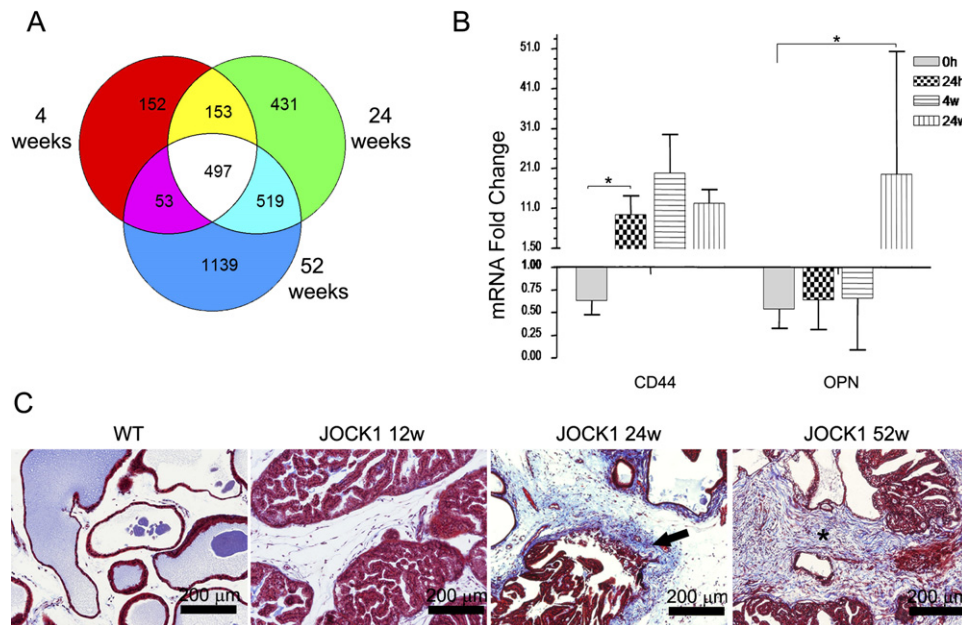 A
152
153
431
4
weeks
24
weeks
497
53
519
1139
52
weeks
B
51.0
41.0
31.0
21.0
11.0
1.50
1.00
0.75
0.50
0.25
0.00
mRNA Fold Change
*
*
0h
24h
4w
24w
CD44
OPN
C
WT
JOCK1 12w
JOCK1 24w
JOCK1 52w
*
200 μm
200 μm
200 μm
200 μm